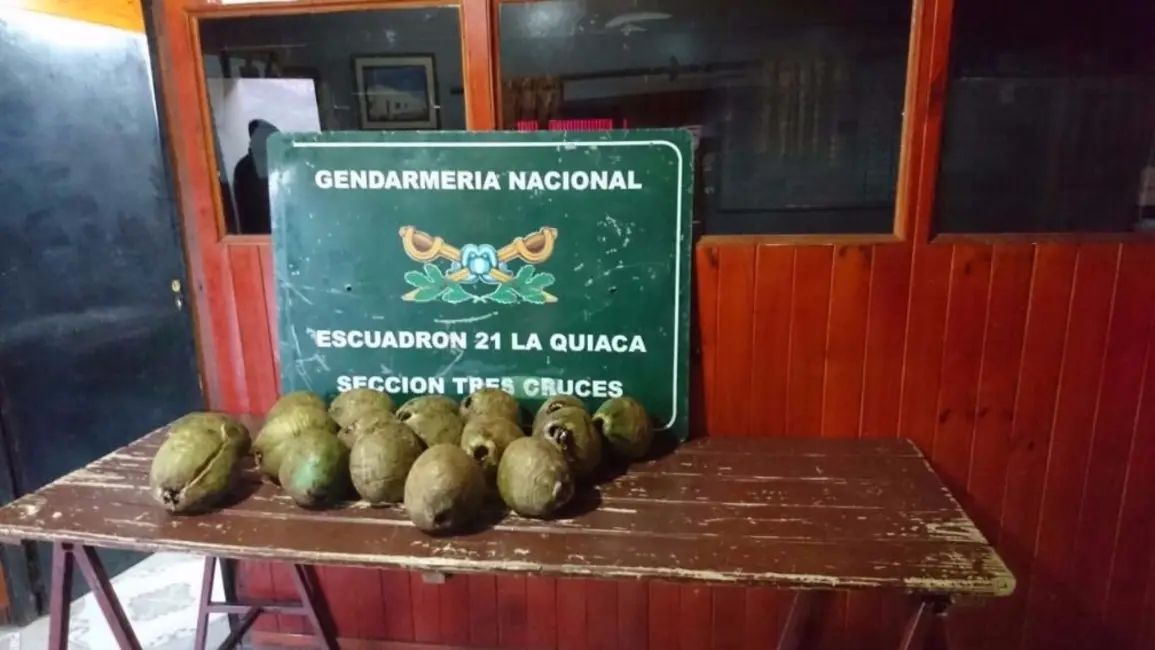 GENDARMERIA NACIONAL
ESCUADRON 21 LA QUIACA
SECCION TRES CRUCES